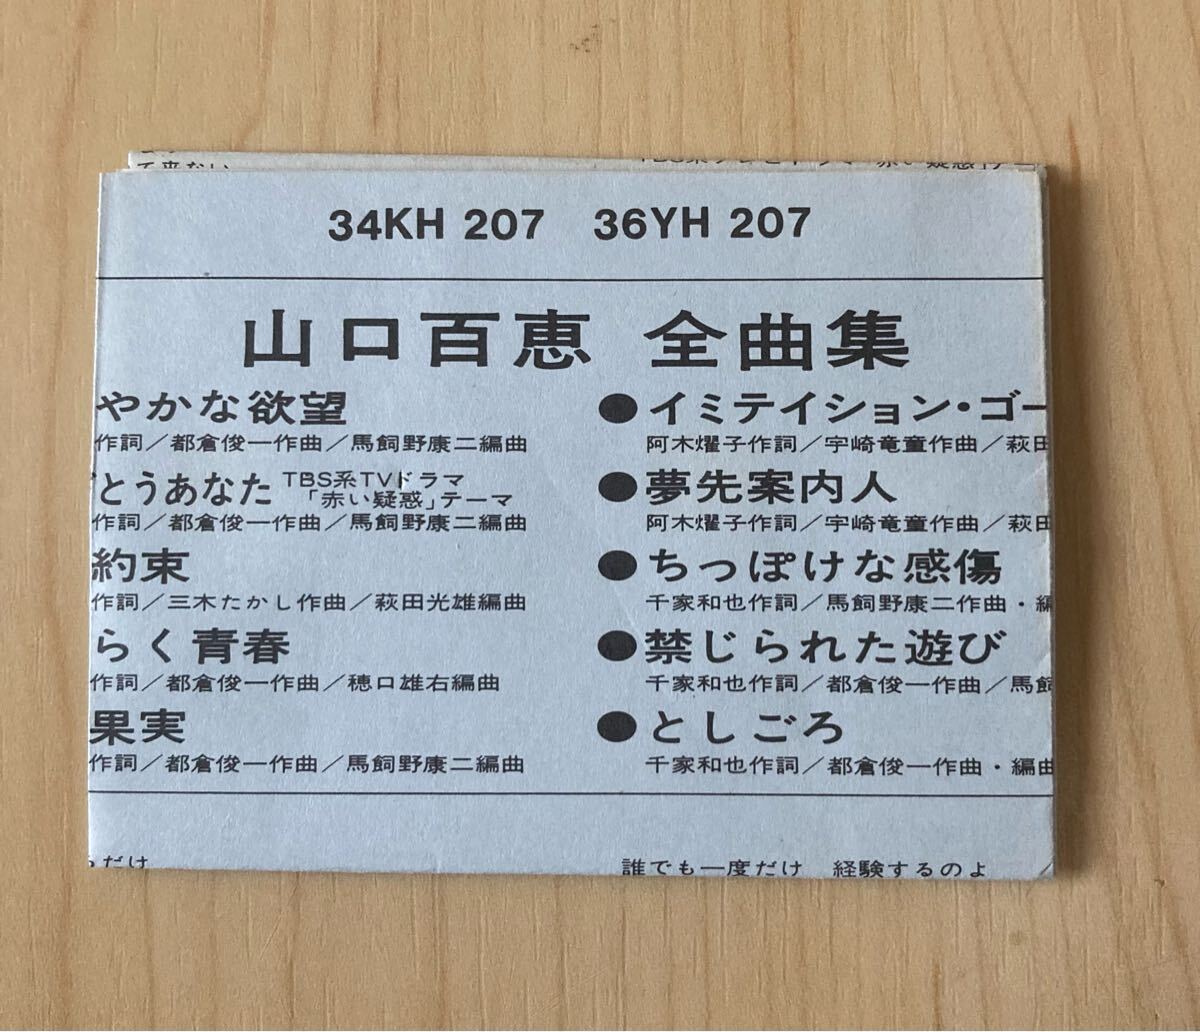 て来ない
34KH 207 36YH 207
山口百恵 全曲集
やかな欲望
作詞／都倉俊一作曲／馬飼野康二編曲
とうあなた TBS系TVドラマ
「赤い疑惑」テーマ
作詞／都倉俊一作曲／馬飼野康二編曲
約束
作詞／三木たかし作曲／萩田光雄編曲
らく青春
作詞／都倉俊一作曲／穂口雄右編曲
果実
作詞／都倉俊一作曲／馬飼野康二編曲
●イミテイション・ゴー
阿木燿子作詞／宇崎竜童作曲／萩田
●夢先案内人
阿木燿子作詞／宇崎竜童作曲／萩田
●ちっぽけな感傷
千家和也作詞／馬飼野康二作曲・編
●禁じられた遊び
千家和也作詞／都倉俊一作曲／馬飼
●としごろ
千家和也作詞／都倉俊一作曲・編曲
だけ
誰でも一度だけ 経験するのよ